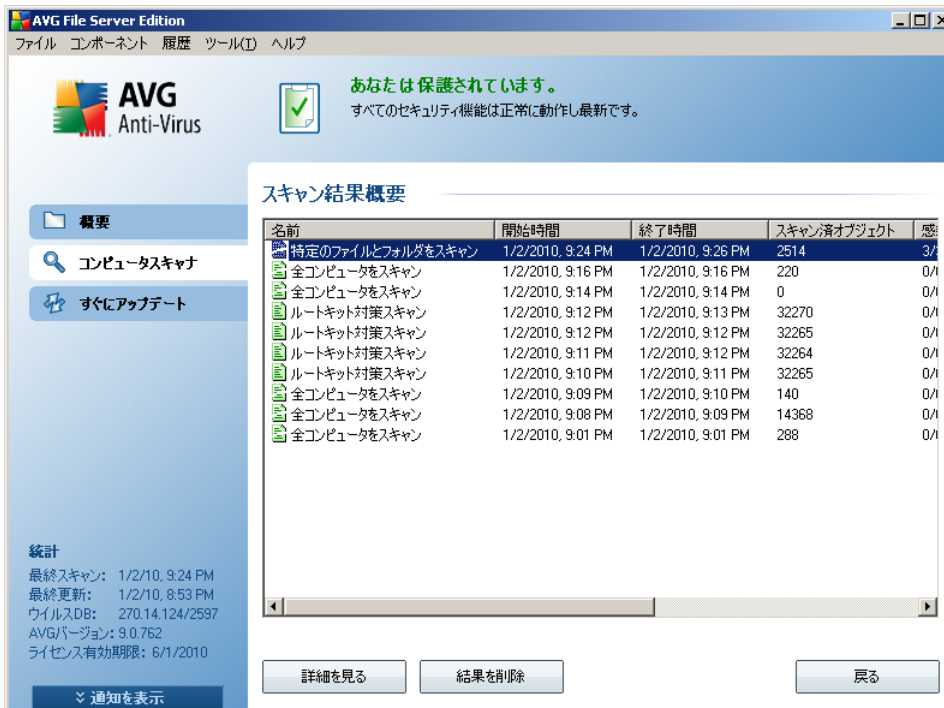 AVG File Server Edition
ファイル コンポーネント 履歴 ツール(T) ヘルプ
AVG
Anti-Virus
あなたは保護されています。
すべてのセキュリティ機能は正常に動作し最新です。
概要
コンピュータスキャナ
すぐにアップデート
スキャン結果概要
名前 開始時間 終了時間 スキャン済オブジェクト
特定のファイルとフォルダをスキャン 1/2/2010, 9:24 PM 1/2/2010, 9:26 PM 2514 3/
全コンピュータをスキャン 1/2/2010, 9:16 PM 1/2/2010, 9:16 PM 220 0/
全コンピュータをスキャン 1/2/2010, 9:14 PM 1/2/2010, 9:14 PM 0 0/
ルートキット対策スキャン 1/2/2010, 9:12 PM 1/2/2010, 9:13 PM 32270 0/
ルートキット対策スキャン 1/2/2010, 9:12 PM 1/2/2010, 9:12 PM 32265 0/
ルートキット対策スキャン 1/2/2010, 9:11 PM 1/2/2010, 9:12 PM 32264 0/
ルートキット対策スキャン 1/2/2010, 9:10 PM 1/2/2010, 9:11 PM 32265 0/
全コンピュータをスキャン 1/2/2010, 9:09 PM 1/2/2010, 9:10 PM 140 0/
全コンピュータをスキャン 1/2/2010, 9:08 PM 1/2/2010, 9:09 PM 14368 0/
全コンピュータをスキャン 1/2/2010, 9:01 PM 1/2/2010, 9:01 PM 288 0/
統計
最終スキャン: 1/2/10, 9:24 PM
最終更新: 1/2/10, 8:53 PM
ウイルスDB: 270.14.124/2597
AVGバージョン: 9.0.762
ライセンス有効期限: 6/1/2010
通知を表示
詳細を見る 結果を削除 戻る